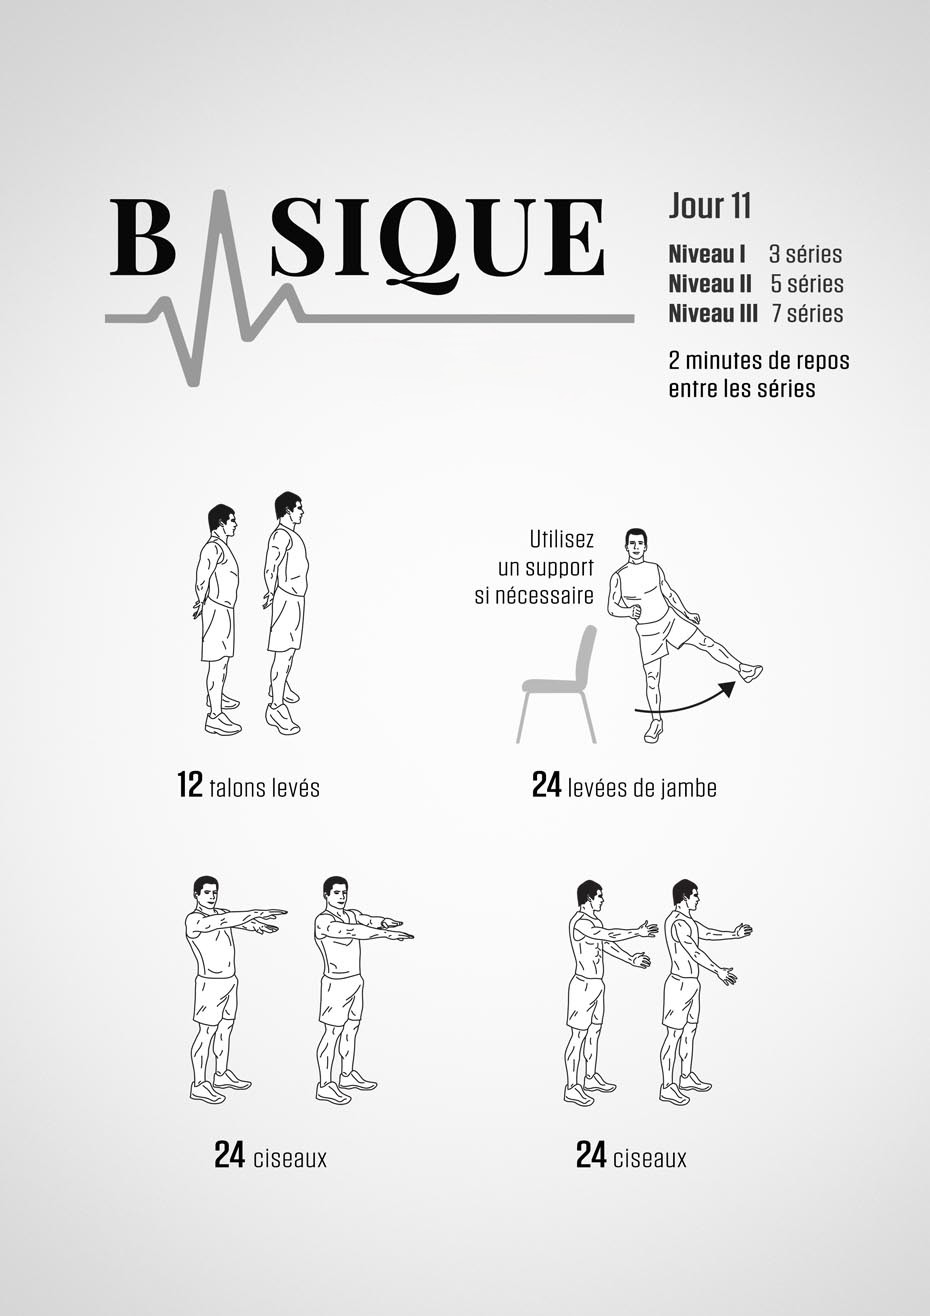 BASIQUE
Jour 11
Niveau I 3 séries
Niveau II 5 séries
Niveau III 7 séries
2 minutes de repos
entre les séries
Utilisez
un support
si nécessaire
12 talons levés
24 levées de jambe
24 ciseaux
24 ciseaux